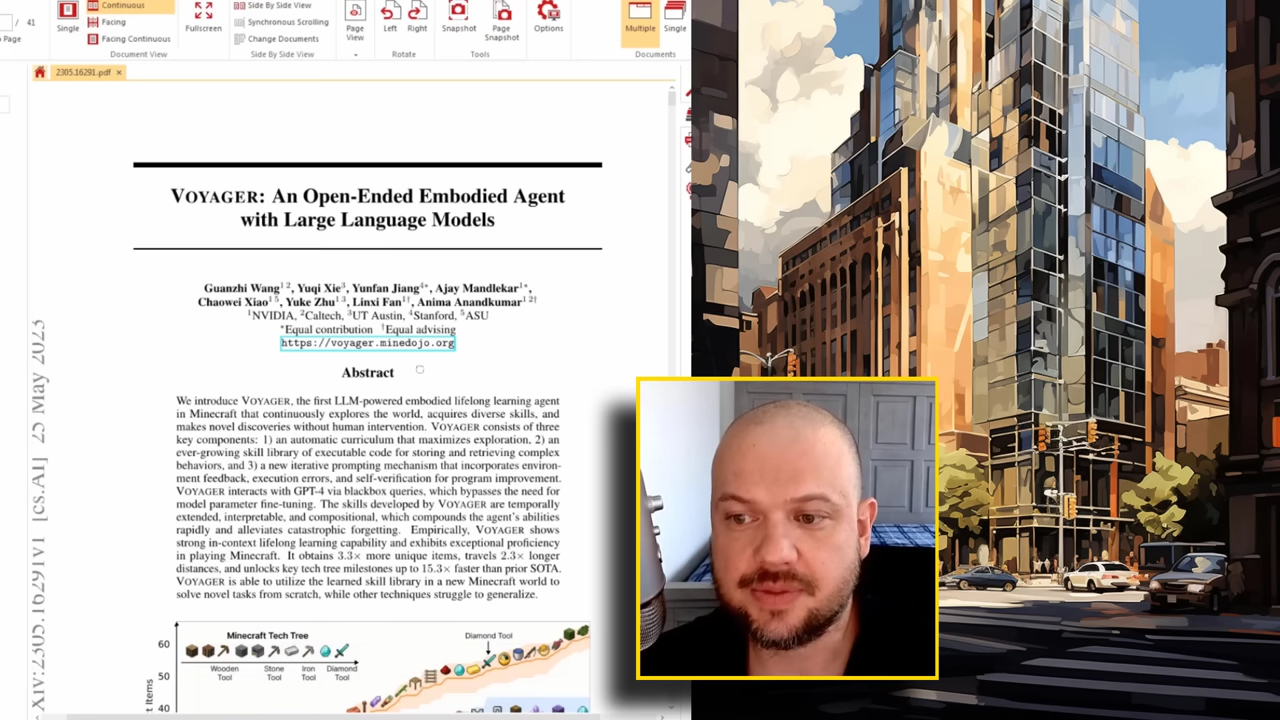 / 41
Page
Single
Continuous
Facing
Facing Continuous
Document View
Fullscreen
Side By Side View
Synchronous Scrolling
Change Documents
Side By Side View
Page
View
Left
Right
Rotate
Snapshot
Page
Snapshot
Tools
Options
Multiple
Single
Documents
2305.16291.pdf ×
VOYAGER: An Open-Ended Embodied Agent
with Large Language Models
Guanzhi Wang1 2, Yuqi Xie3, Yunfan Jiang4*, Ajay Mandlekar1*,
Chaowei Xiao1 5, Yuke Zhu1 3, Linxi Fan1†, Anima Anandkumar1 2†
1NVIDIA, 2Caltech, 3UT Austin, 4Stanford, 5ASU
*Equal contribution †Equal advising
https://voyager.minedojo.org
Abstract
We introduce VOYAGER, the first LLM-powered embodied lifelong learning agent
in Minecraft that continuously explores the world, acquires diverse skills, and
makes novel discoveries without human intervention. VOYAGER consists of three
key components: 1) an automatic curriculum that maximizes exploration, 2) an
ever-growing skill library of executable code for storing and retrieving complex
behaviors, and 3) a new iterative prompting mechanism that incorporates environ-
ment feedback, execution errors, and self-verification for program improvement.
VOYAGER interacts with GPT-4 via blackbox queries, which bypasses the need for
model parameter fine-tuning. The skills developed by VOYAGER are temporally
extended, interpretable, and compositional, which compounds the agent's abilities
rapidly and alleviates catastrophic forgetting. Empirically, VOYAGER shows
strong in-context lifelong learning capability and exhibits exceptional proficiency
in playing Minecraft. It obtains 3.3× more unique items, travels 2.3× longer
distances, and unlocks key tech tree milestones up to 15.3× faster than prior SOTA.
VOYAGER is able to utilize the learned skill library in a new Minecraft world to
solve novel tasks from scratch, while other techniques struggle to generalize.
Xiv:2305.16291v1 [cs.AI] 25 May 2023
Minecraft Tech Tree
Wooden
Tool
Stone
Tool
Iron
Tool
Diamond
Tool
Diamond Tool
60
50
40
t Items